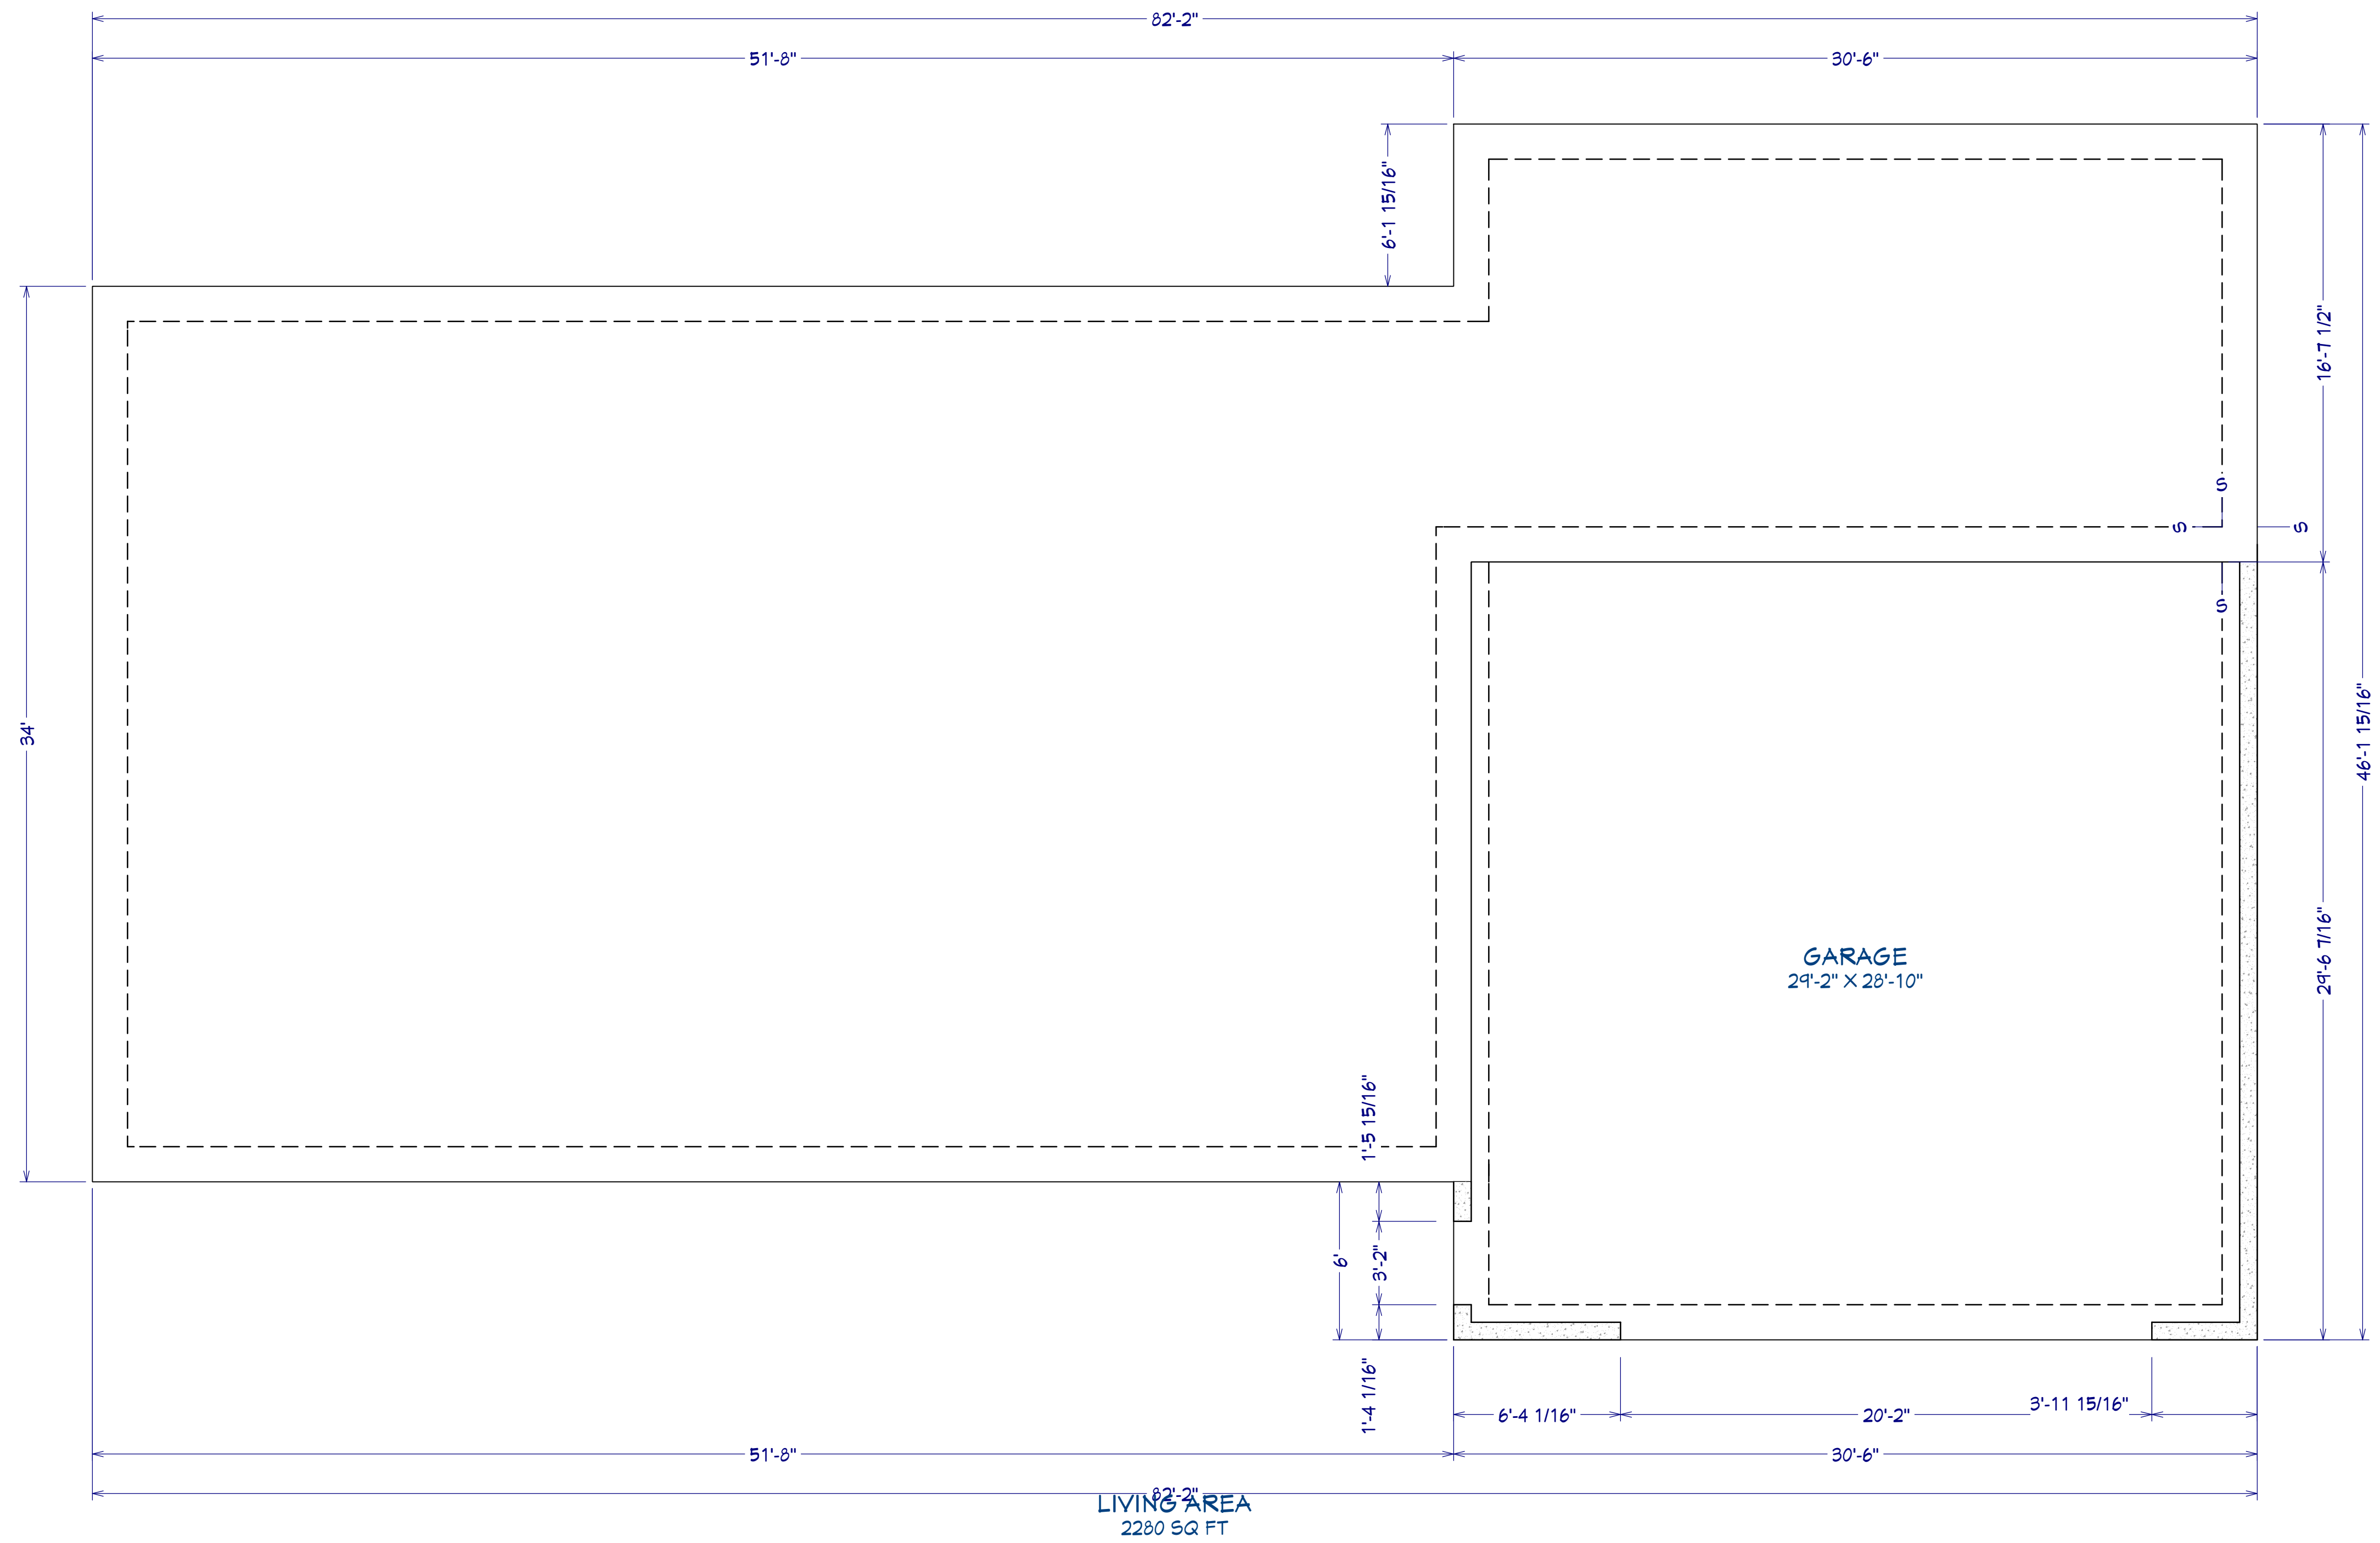 82'-2"
51'-8"
30'-6"
6'-1 15/16"
16'-7 1/2"
S
S
S
S
34'
46'-1 15/16"
29'-6 7/16"
GARAGE
29'-2" X 28'-10"
1'-5 15/16"
6'
3'-2"
1'-4 1/16"
6'-4 1/16"
20'-2"
3'-11 15/16"
51'-8"
30'-6"
82'-2"
LIVING AREA
2280 SQ FT